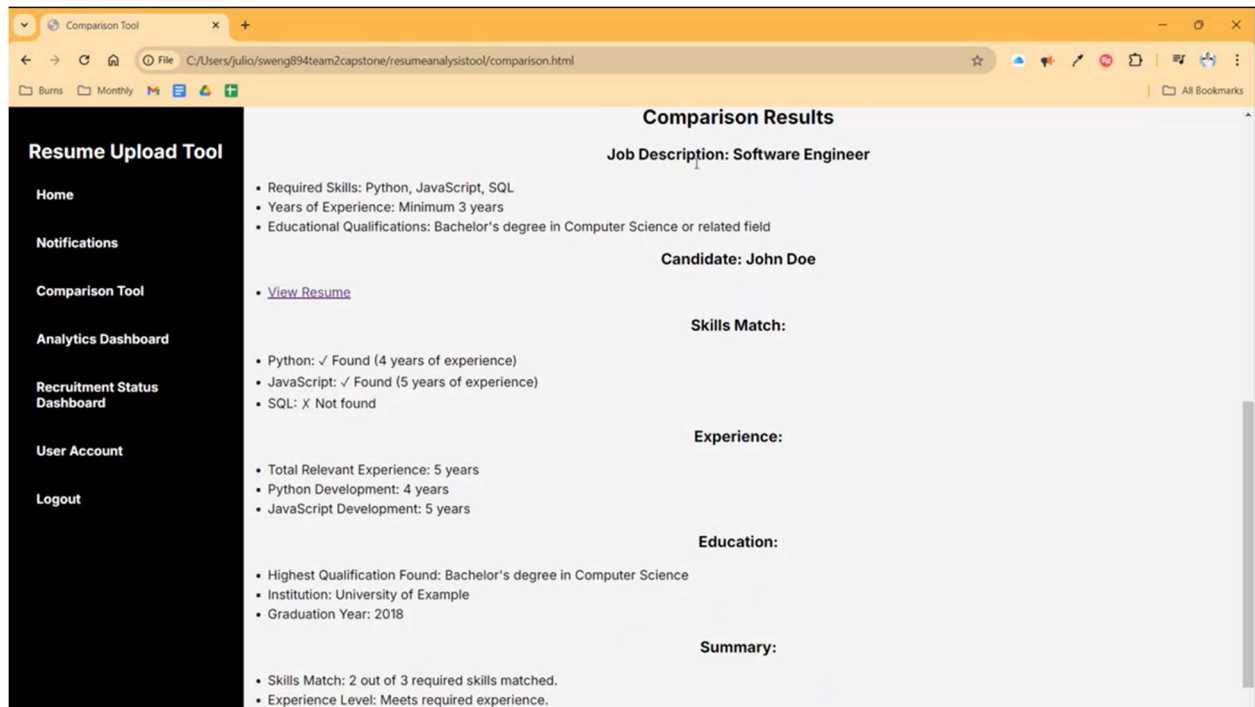 Comparison Tool
File C:/Users/julio/sweng894team2capstone/resumeanalysistool/comparison.html
Burns Monthly All Bookmarks
Resume Upload Tool
Home
Notifications
Comparison Tool
Analytics Dashboard
Recruitment Status
Dashboard
User Account
Logout
Comparison Results
Job Description: Software Engineer
• Required Skills: Python, JavaScript, SQL
• Years of Experience: Minimum 3 years
• Educational Qualifications: Bachelor's degree in Computer Science or related field
Candidate: John Doe
• View Resume
Skills Match:
• Python: ✓ Found (4 years of experience)
• JavaScript: ✓ Found (5 years of experience)
• SQL: ✗ Not found
Experience:
• Total Relevant Experience: 5 years
• Python Development: 4 years
• JavaScript Development: 5 years
Education:
• Highest Qualification Found: Bachelor's degree in Computer Science
• Institution: University of Example
• Graduation Year: 2018
Summary:
• Skills Match: 2 out of 3 required skills matched.
• Experience Level: Meets required experience.